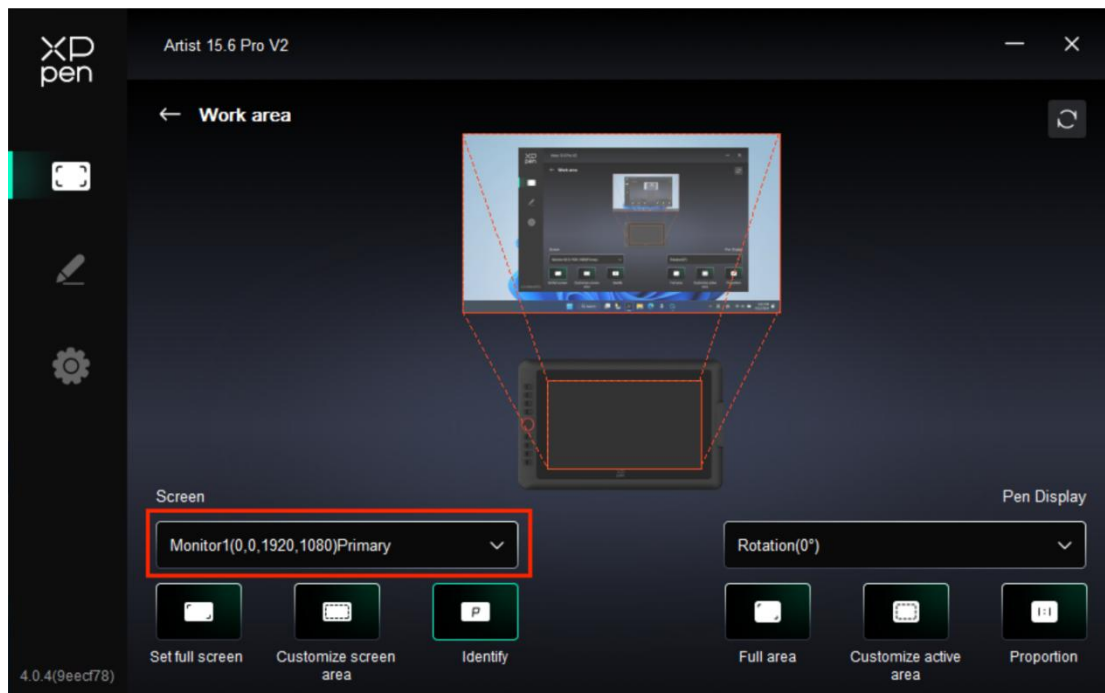 XP
pen
Artist 15.6 Pro V2
← Work area
Screen
Pen Display
Monitor1(0,0,1920,1080)Primary
Rotation(0°)
Set full screen
Customize screen
area
Identify
Full area
Customize active
area
Proportion
4.0.4(9eecf78)